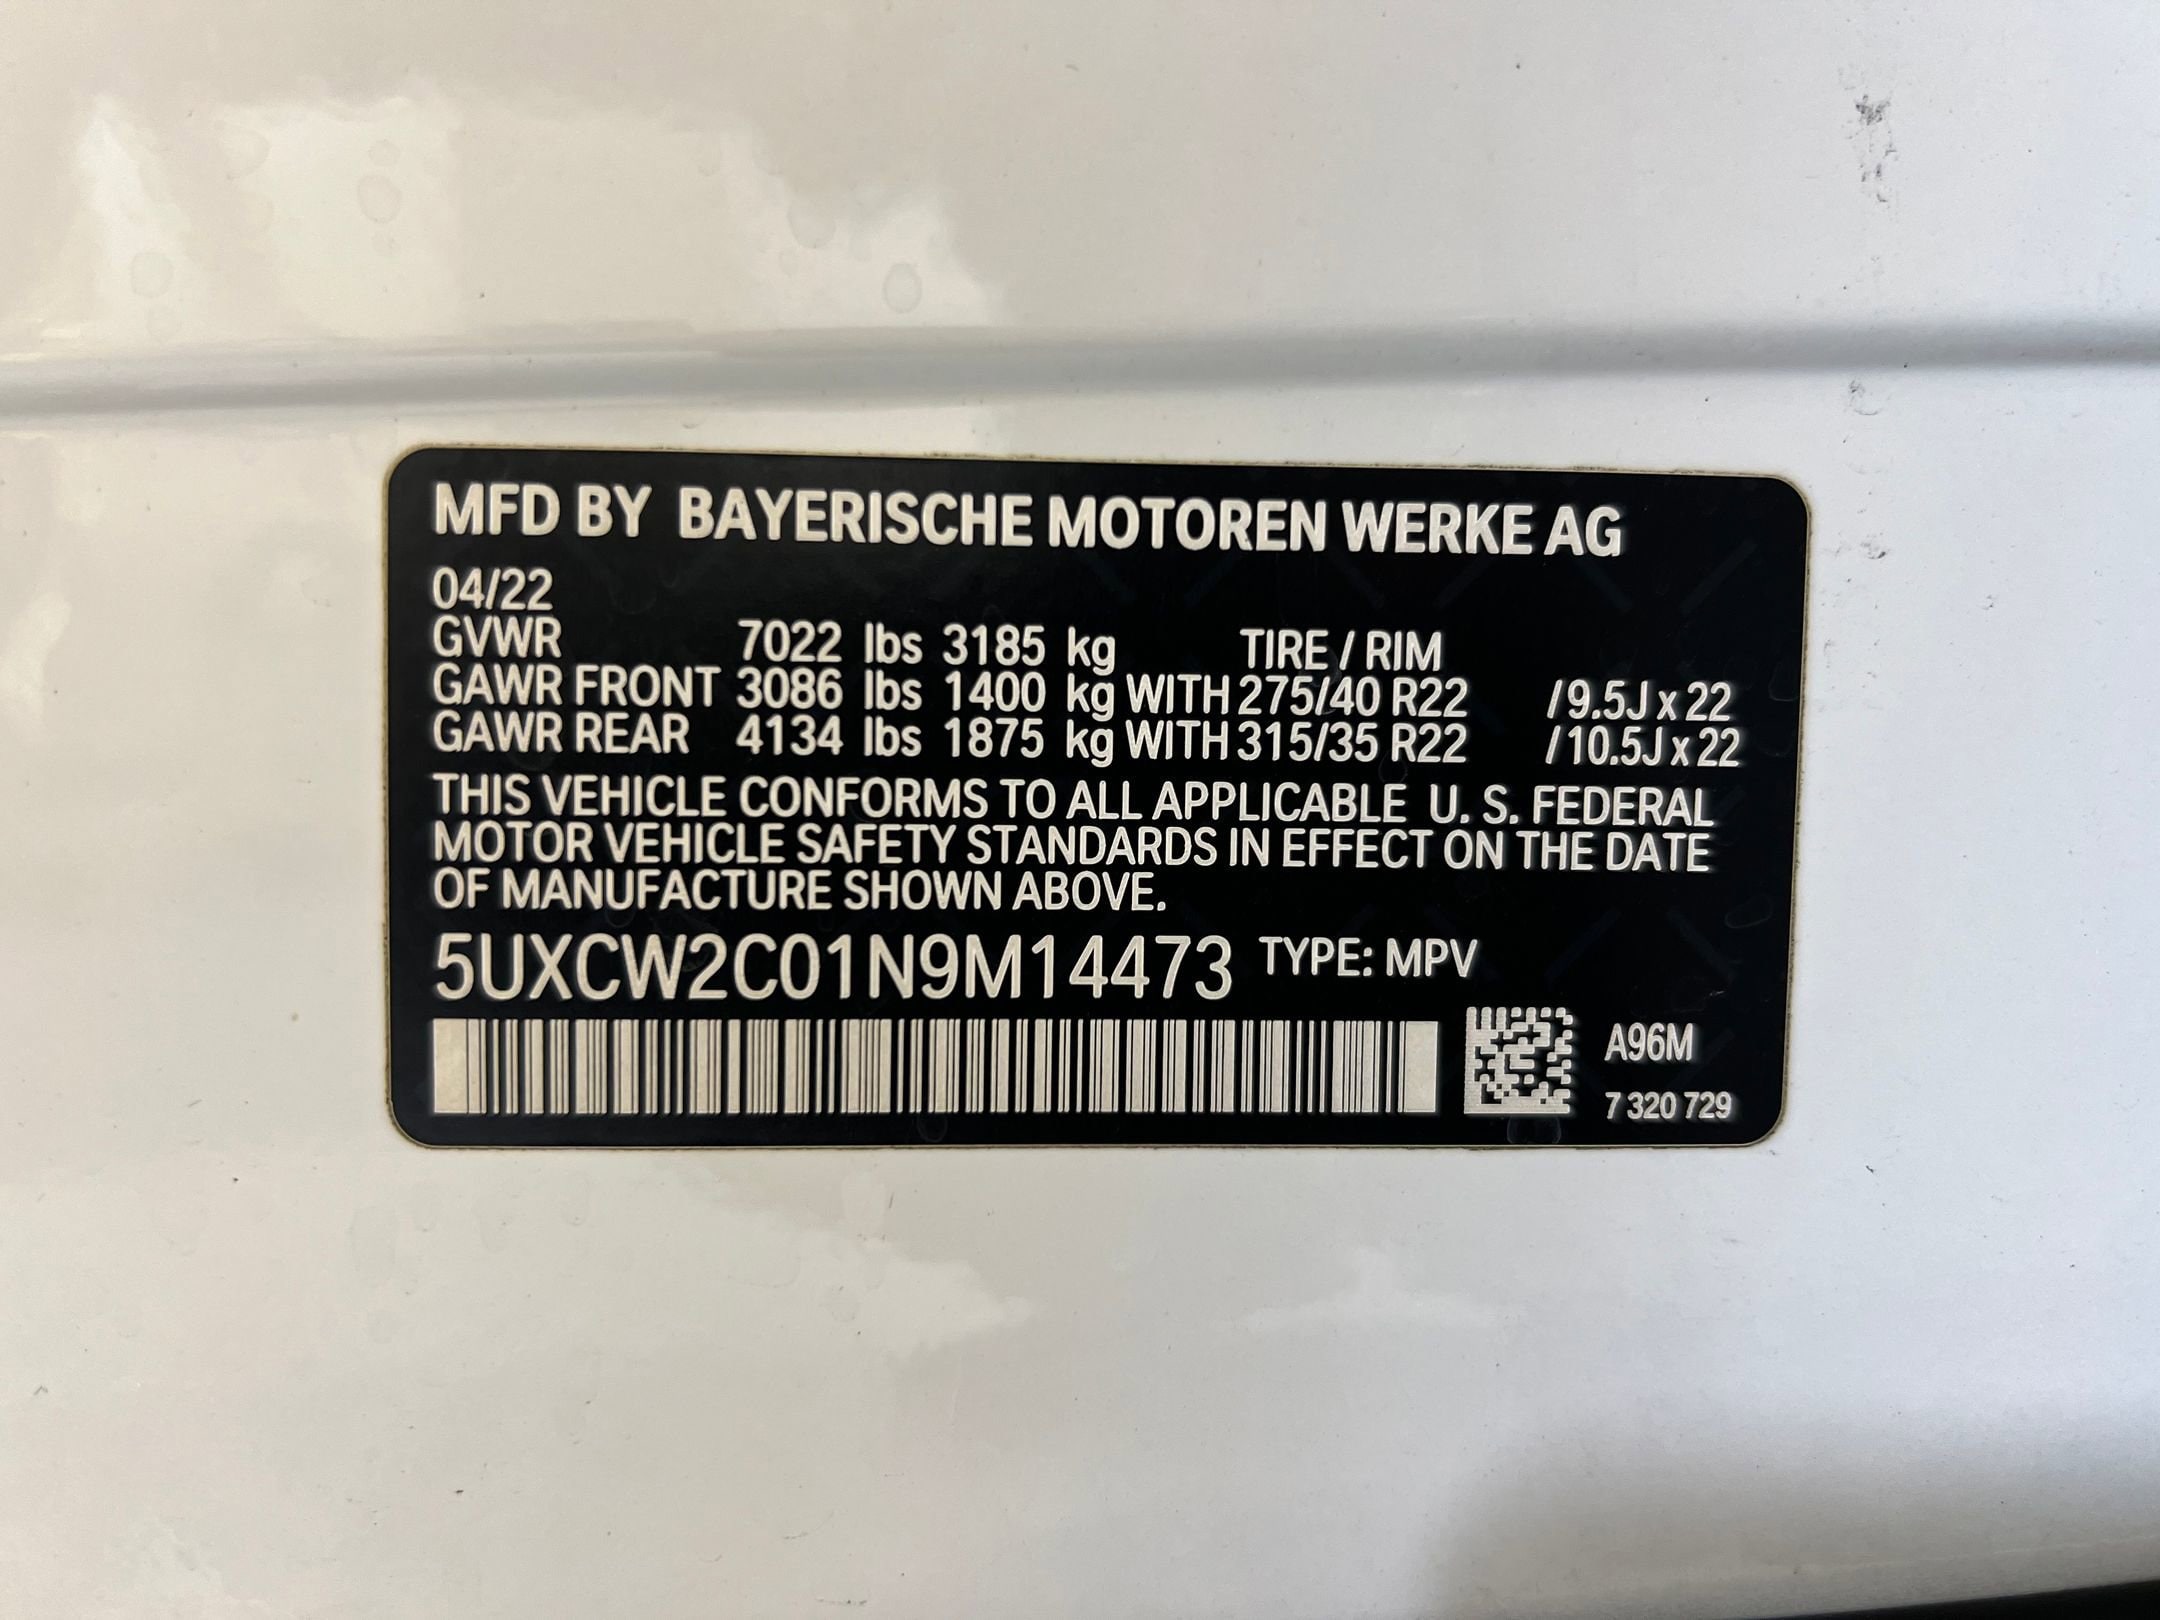 MFD BY BAYERISCHE MOTOREN WERKE AG
04/22
GVWR 7022 lbs 3185 kg TIRE / RIM
GAWR FRONT 3086 lbs 1400 kg WITH 275/40 R22 /9.5J x 22
GAWR REAR 4134 lbs 1875 kg WITH 315/35 R22 /10.5J x 22
THIS VEHICLE CONFORMS TO ALL APPLICABLE U. S. FEDERAL
MOTOR VEHICLE SAFETY STANDARDS IN EFFECT ON THE DATE
OF MANUFACTURE SHOWN ABOVE.
5UXCW2C01N9M14473 TYPE: MPV
A96M
7 320 729